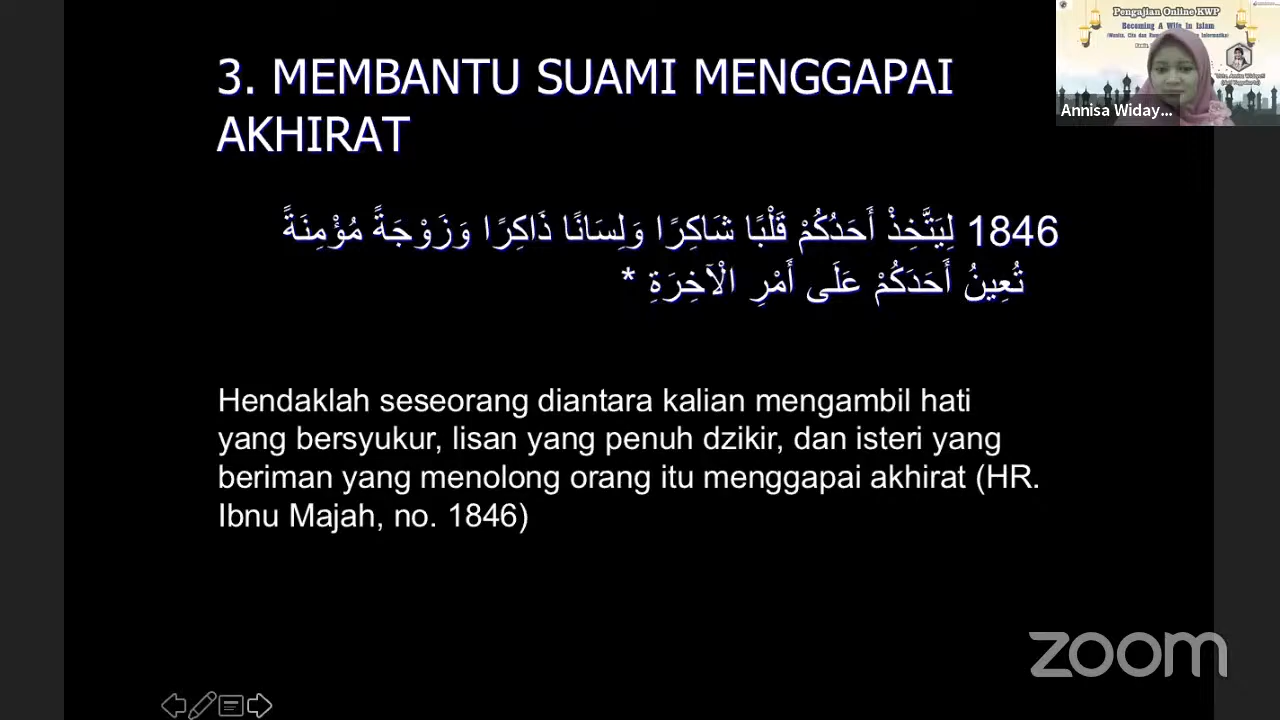 3. MEMBANTU SUAMI MENGGAPAI
AKHIRAT
1846 لِيَتَّخِذْ أَحَدُكُمْ قَلْبًا شَاكِرًا وَلِسَانًا ذَاكِرًا وَزَوْجَةً مُؤْمِنَةً
تُعِينُ أَحَدَكُمْ عَلَى أَمْرِ الْآخِرَةِ *
Hendaklah seseorang diantara kalian mengambil hati
yang bersyukur, lisan yang penuh dzikir, dan isteri yang
beriman yang menolong orang itu menggapai akhirat (HR.
Ibnu Majah, no. 1846)
Pengajian Online KWP
Becoming A Wife in Islam
Annisa Widay...
zoom